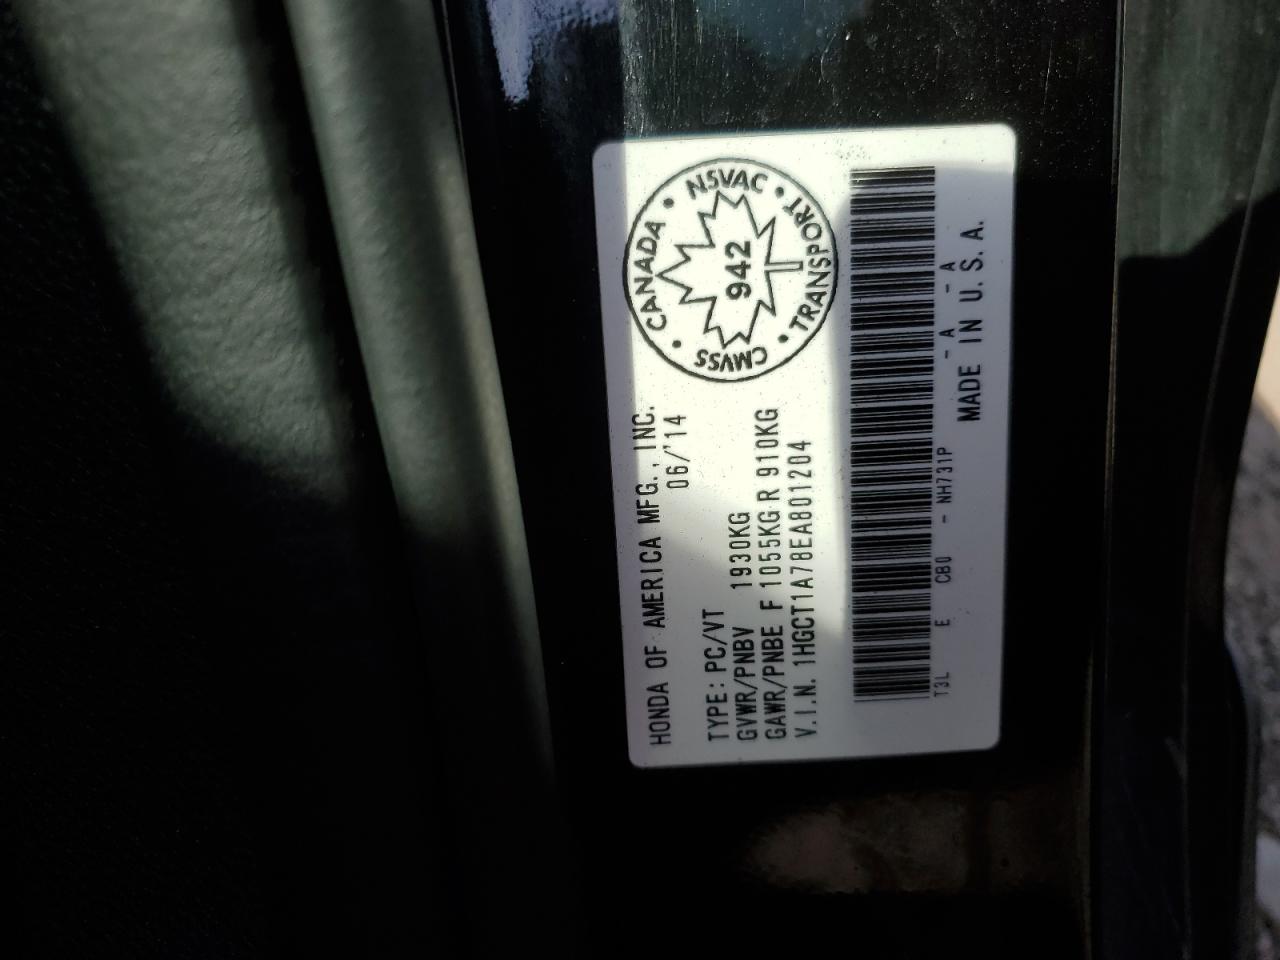 HONDA OF AMERICA MFG., INC.
06/'14
TYPE: PC/VT
GVWR/PNBV 1930KG
GAWR/PNBE F 1055KG R 910KG
V.I.N. 1HGCT1A78EA801204
CANADA • NSVAC • TRANSPORT • CMVSS •
942
T3L E C80 - NH731P - A - A
MADE IN U.S.A.